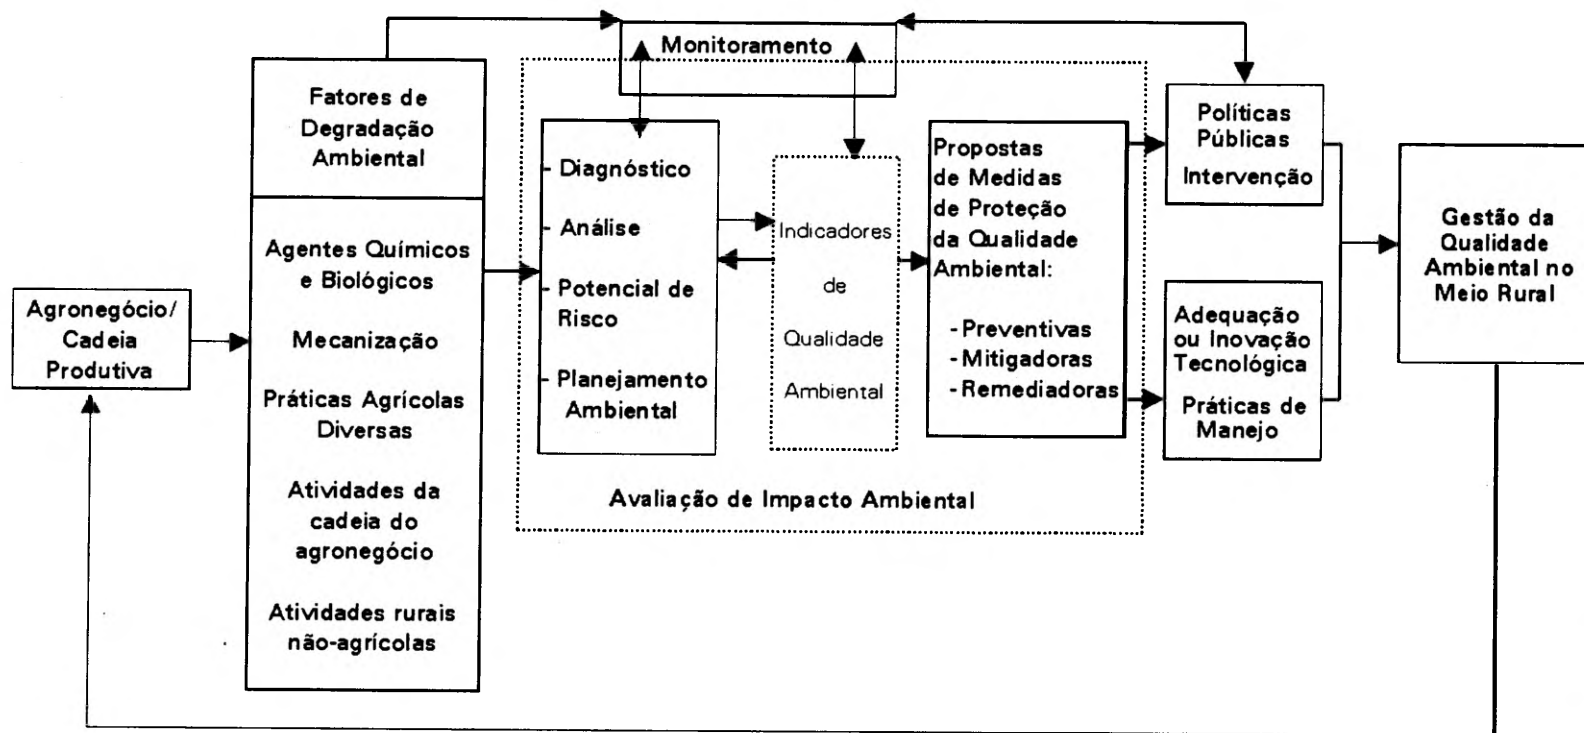 Monitoramento
Fatores de
Degradação
Ambiental
Agentes Químicos
e Biológicos
Mecanização
Práticas Agrícolas
Diversas
Atividades da
cadeia do
agronegócio
Atividades rurais
não-agrícolas
Agronegócio/
Cadeia
Produtiva
- Diagnóstico
- Análise
- Potencial de
Risco
- Planejamento
Ambiental
Indicadores
de
Qualidade
Ambiental
Propostas
de Medidas
de Proteção
da Qualidade
Ambiental:
- Preventivas
- Mitigadoras
- Remediadoras
Avaliação de Impacto Ambiental
Políticas
Públicas
Intervenção
Adequação
ou Inovação
Tecnológica
Práticas de
Manejo
Gestão da
Qualidade
Ambiental no
Meio Rural